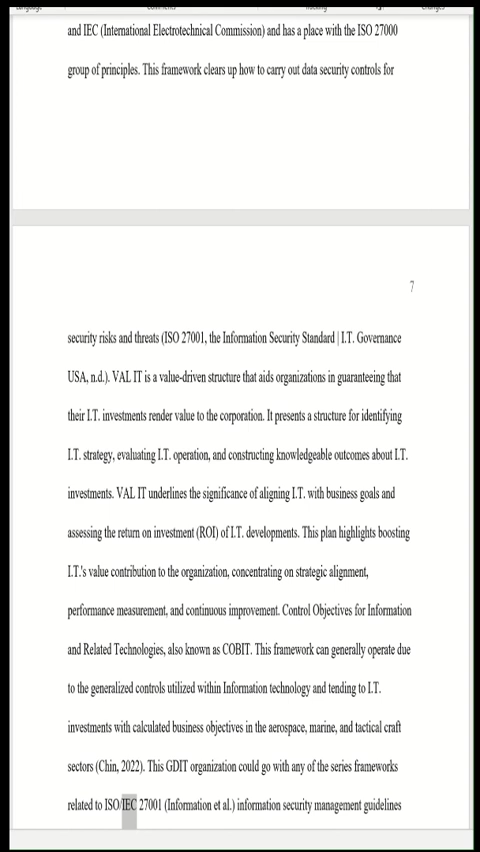 Language Comments Tracking Changes
and IEC (International Electrotechnical Commission) and has a place with the ISO 27000
group of principles. This framework clears up how to carry out data security controls for
7
security risks and threats (ISO 27001, the Information Security Standard | I.T. Governance
USA, n.d.). VAL IT is a value-driven structure that aids organizations in guaranteeing that
their I.T. investments render value to the corporation. It presents a structure for identifying
I.T. strategy, evaluating I.T. operation, and constructing knowledgeable outcomes about I.T.
investments. VAL IT underlines the significance of aligning I.T. with business goals and
assessing the return on investment (ROI) of I.T. developments. This plan highlights boosting
I.T.'s value contribution to the organization, concentrating on strategic alignment,
performance measurement, and continuous improvement. Control Objectives for Information
and Related Technologies, also known as COBIT. This framework can generally operate due
to the generalized controls utilized within Information technology and tending to I.T.
investments with calculated business objectives in the aerospace, marine, and tactical craft
sectors (Chin, 2022). This GDIT organization could go with any of the series frameworks
related to ISO/IEC 27001 (Information et al.) information security management guidelines